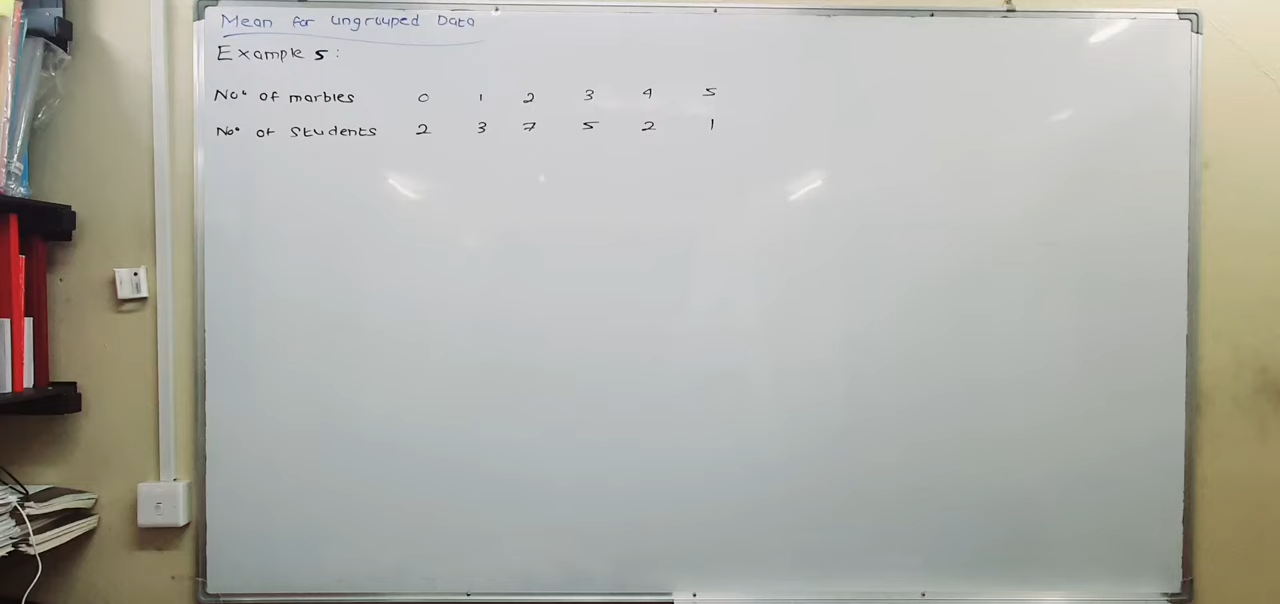 Mean for Ungrouped Data
Example 5:
No. of marbles 0 1 2 3 4 5
No. of Students 2 3 7 5 2 1